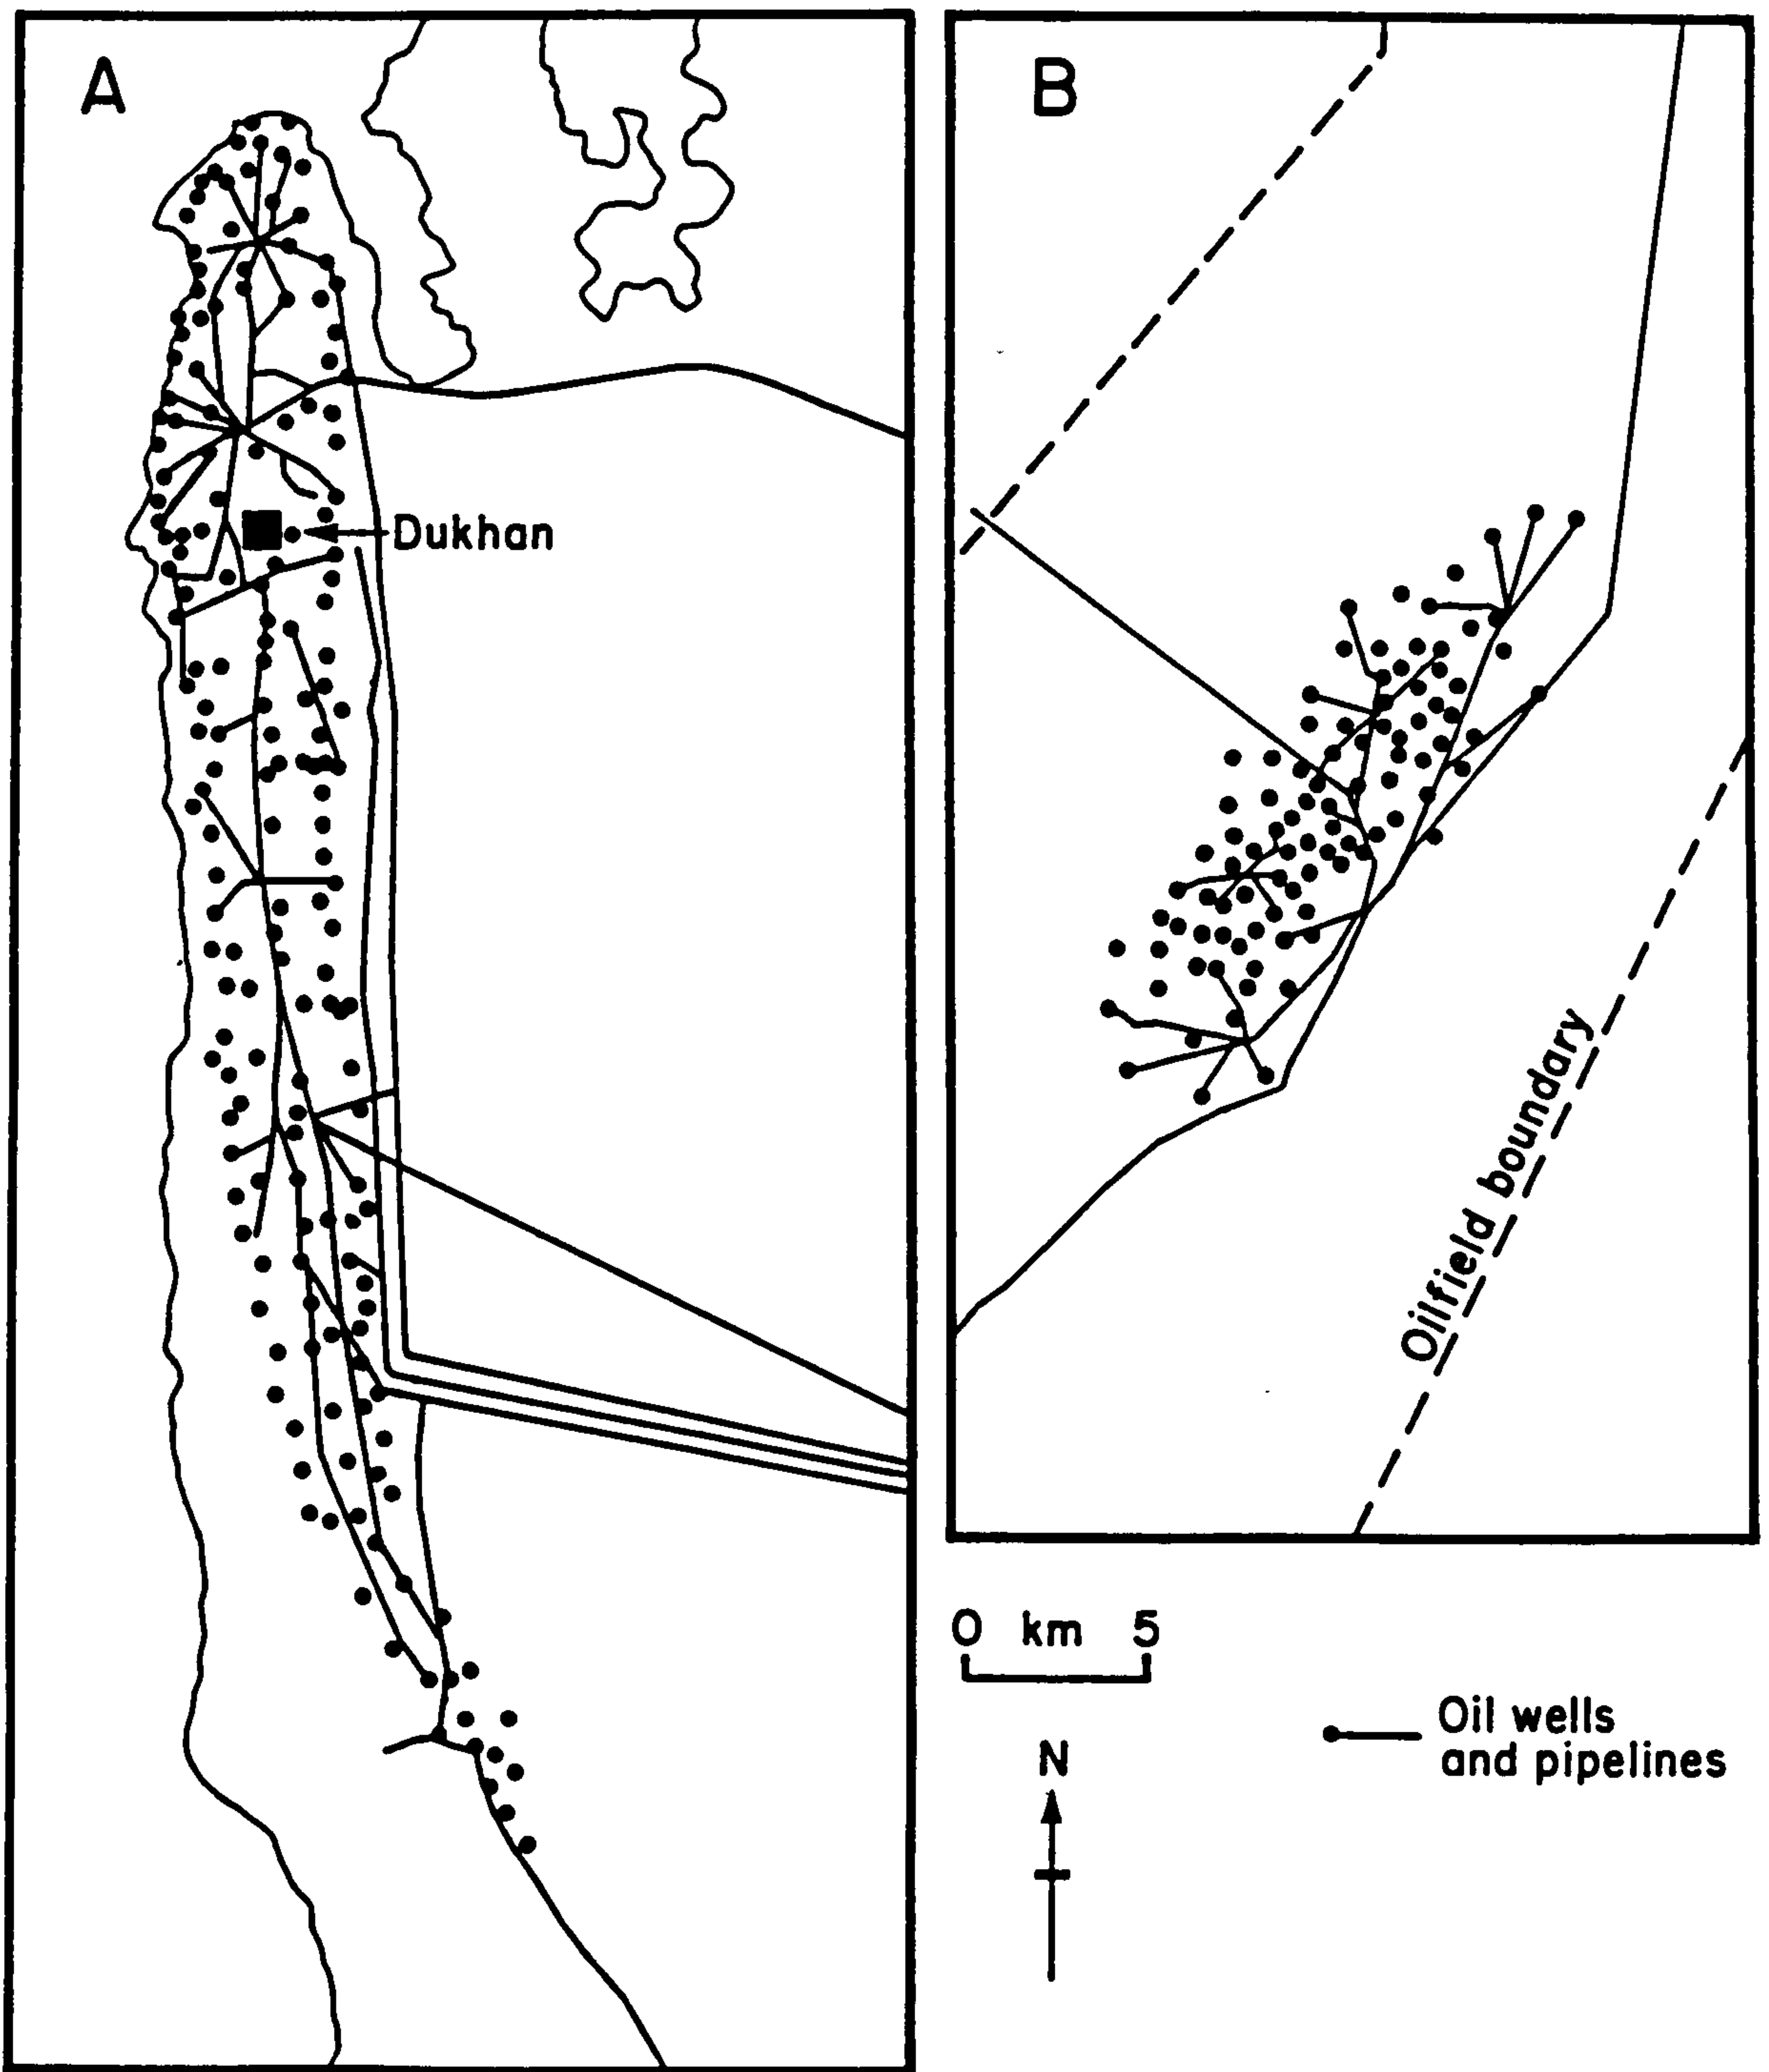 A
B
Dukhan
Oilfield boundary
0 km 5
N
Oil wells
and pipelines